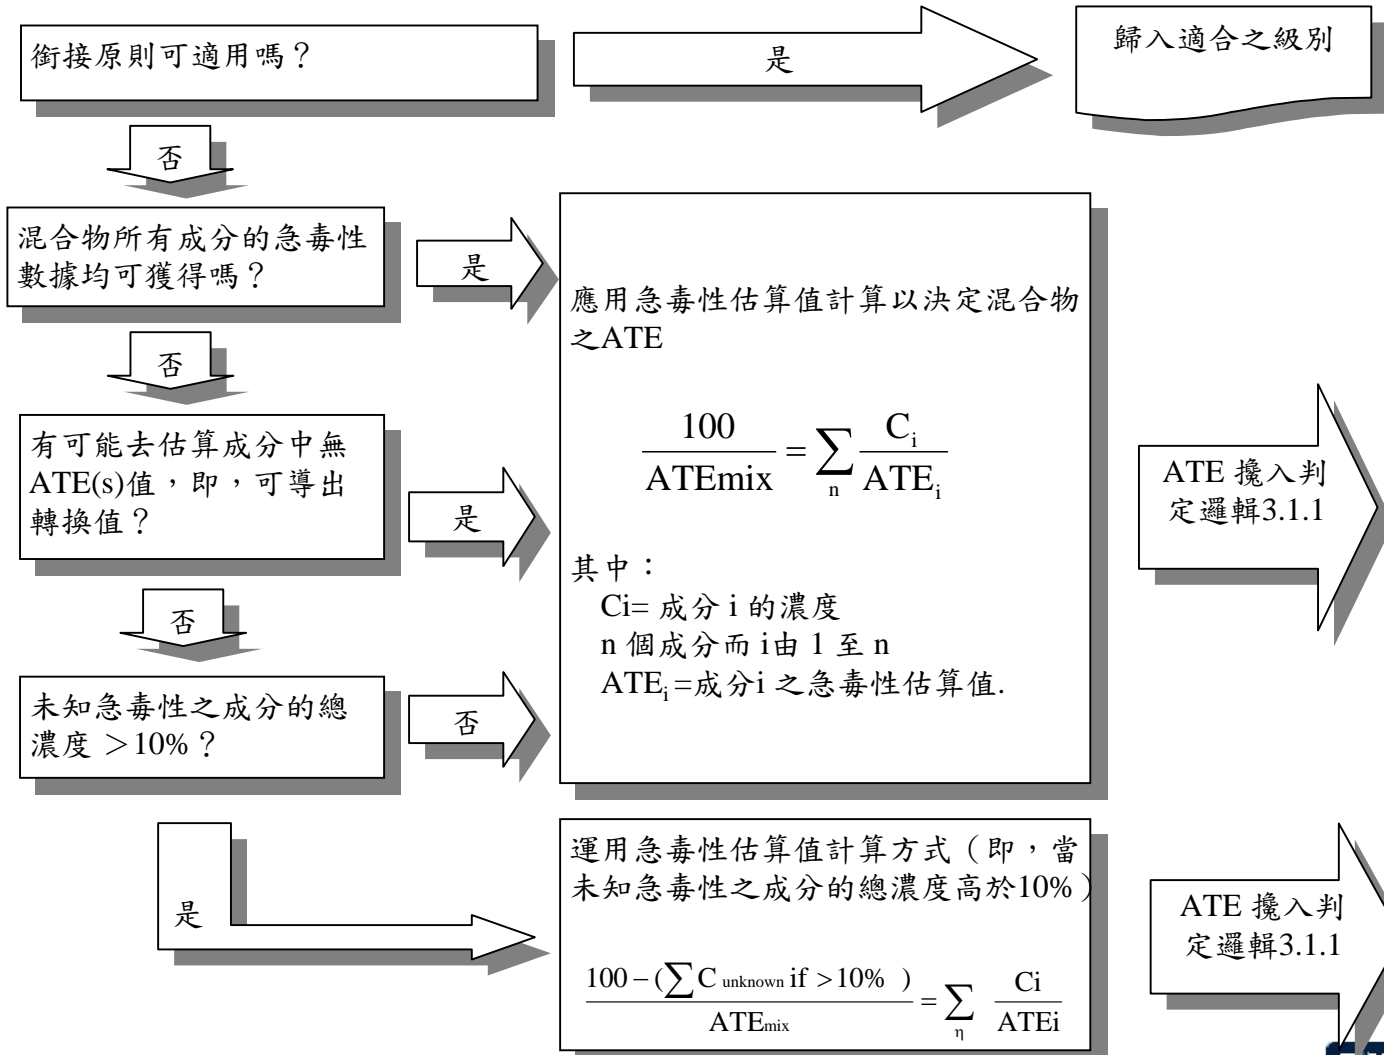 銜接原則可適用嗎？
是
歸入適合之級別
否
混合物所有成分的急毒性
數據均可獲得嗎？
是
否
有可能去估算成分中無
ATE(s)值，即，可導出
轉換值？
是
否
未知急毒性之成分的總
濃度 ＞10%？
否
是
應用急毒性估算值計算以決定混合物
之ATE
100/ATEmix = ∑n Ci/ATEi
其中：
Ci= 成分 i 的濃度
n 個成分而 i由 1 至 n
ATEi=成分i 之急毒性估算值.
ATE 攙入判
定邏輯3.1.1
運用急毒性估算值計算方式（即，當
未知急毒性之成分的總濃度高於10%）
100−(∑C unknown if >10% )/ATEmix = ∑η Ci/ATEi
ATE 攙入判
定邏輯3.1.1